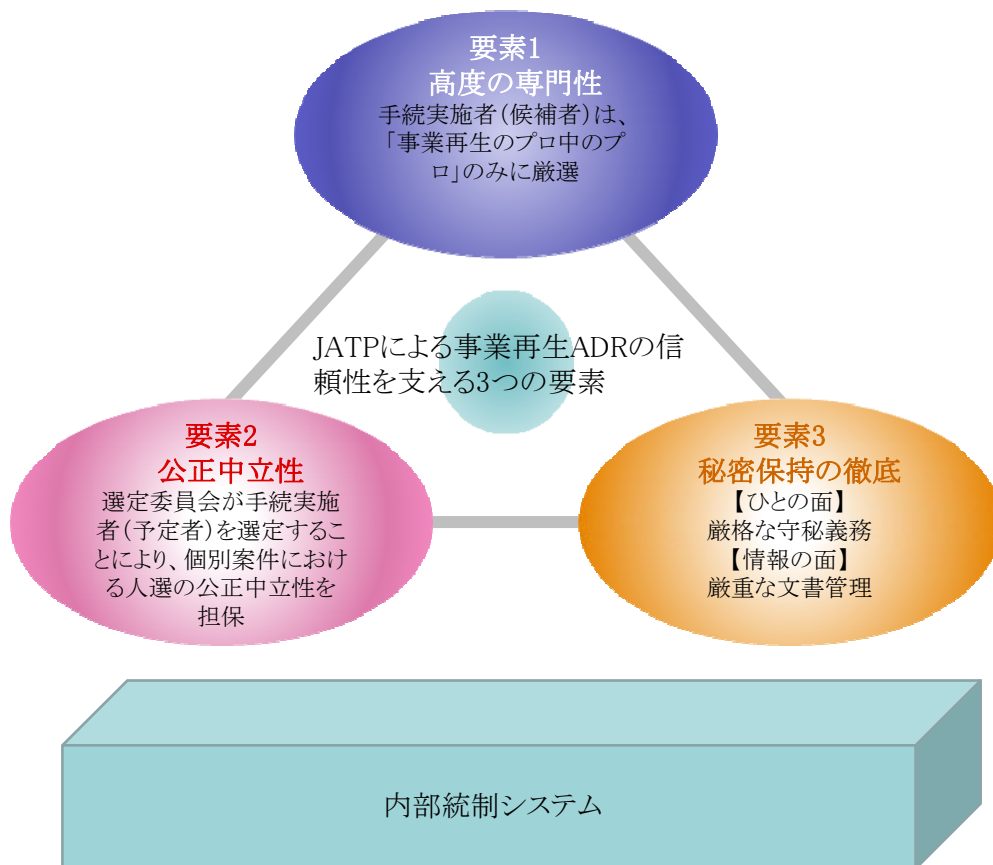 要素1
高度の専門性
手続実施者(候補者)は、
「事業再生のプロ中のプ
ロ」のみに厳選
JATPによる事業再生ADRの信
頼性を支える3つの要素
要素2
公正中立性
選定委員会が手続実施
者(予定者)を選定するこ
とにより、個別案件におけ
る人選の公正中立性を
担保
要素3
秘密保持の徹底
【ひとの面】
厳格な守秘義務
【情報の面】
厳重な文書管理
内部統制システム